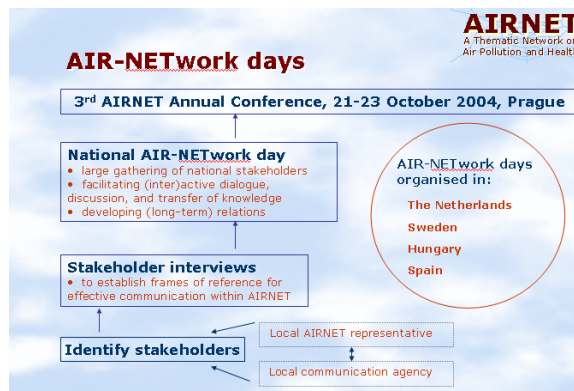 AIRNET
A Thematic Network on
Air Pollution and Health
AIR-NETwork days
3rd AIRNET Annual Conference, 21-23 October 2004, Prague
National AIR-NETwork day
• large gathering of national stakeholders
• facilitating (inter)active dialogue,
discussion, and transfer of knowledge
• developing (long-term) relations
AIR-NETwork days
organised in:
The Netherlands
Sweden
Hungary
Spain
Stakeholder interviews
• to establish frames of reference for
effective communication within AIRNET
Identify stakeholders
Local AIRNET representative
Local communication agency